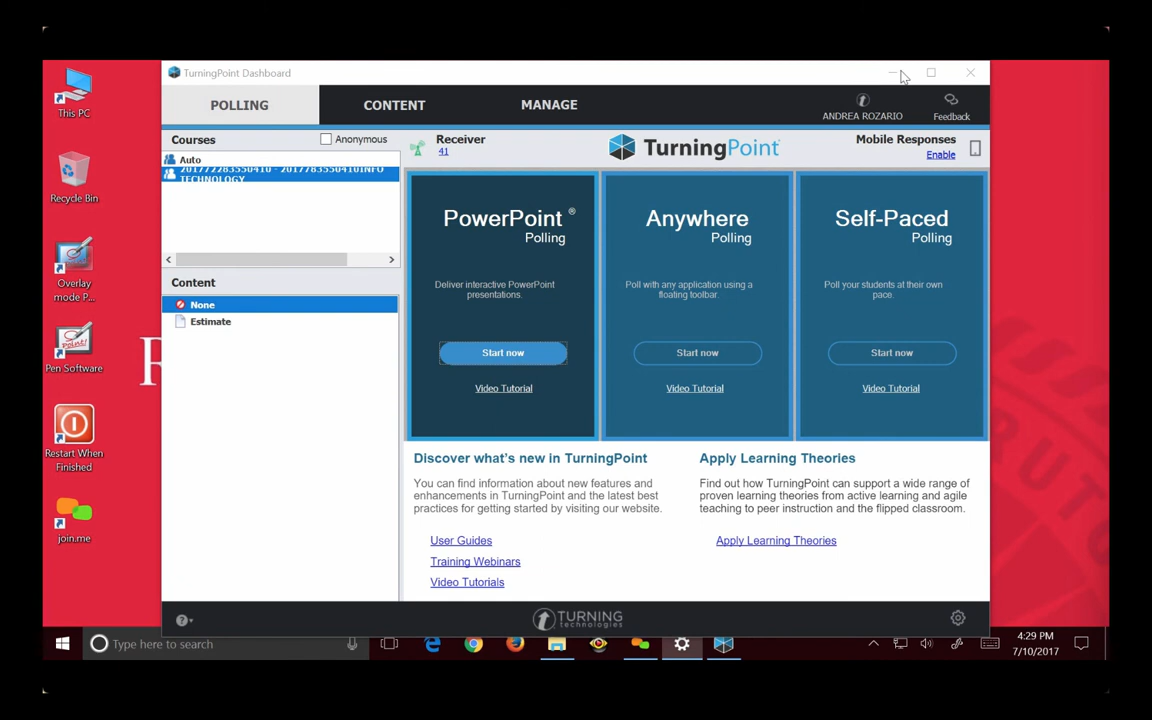 TurningPoint Dashboard
POLLING
CONTENT
MANAGE
ANDREA ROZARIO
Feedback
Courses
Anonymous
Auto
201772283550410 - 2017783550410INFO
TECHNOLOGY
Receiver
41
TurningPoint
Mobile Responses
Enable
Content
None
Estimate
PowerPoint ®
Polling
Deliver interactive PowerPoint
presentations.
Start now
Video Tutorial
Anywhere
Polling
Poll with any application using a
floating toolbar.
Start now
Video Tutorial
Self-Paced
Polling
Poll your students at their own
pace.
Start now
Video Tutorial
Discover what's new in TurningPoint
You can find information about new features and
enhancements in TurningPoint and the latest best
practices for getting started by visiting our website.
User Guides
Training Webinars
Video Tutorials
Apply Learning Theories
Find out how TurningPoint can support a wide range of
proven learning theories from active learning and agile
teaching to peer instruction and the flipped classroom.
Apply Learning Theories
TURNING
technologies
This PC
Recycle Bin
Overlay
mode P...
Point!
Pen Software
Restart When
Finished
join.me
R
RUTG
Type here to search
4:29 PM
7/10/2017